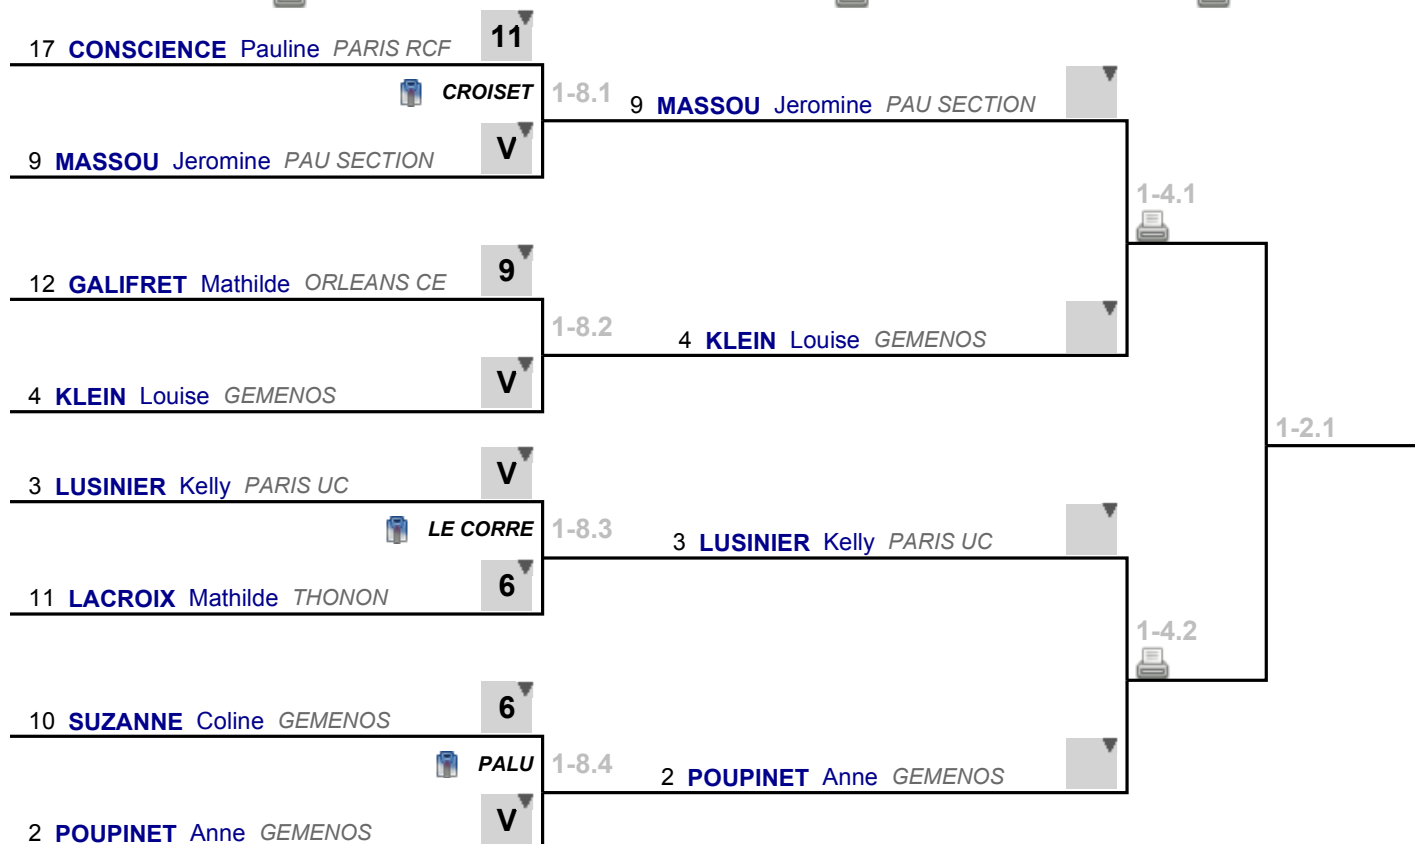 17 CONSCIENCE Pauline PARIS RCF 11
CROISET 1-8.1
9 MASSOU Jeromine PAU SECTION
9 MASSOU Jeromine PAU SECTION V
1-4.1
12 GALIFRET Mathilde ORLEANS CE 9
1-8.2
4 KLEIN Louise GEMENOS
4 KLEIN Louise GEMENOS V
1-2.1
3 LUSINIER Kelly PARIS UC V
LE CORRE 1-8.3
3 LUSINIER Kelly PARIS UC
11 LACROIX Mathilde THONON 6
1-4.2
10 SUZANNE Coline GEMENOS 6
PALU 1-8.4
2 POUPINET Anne GEMENOS
2 POUPINET Anne GEMENOS V